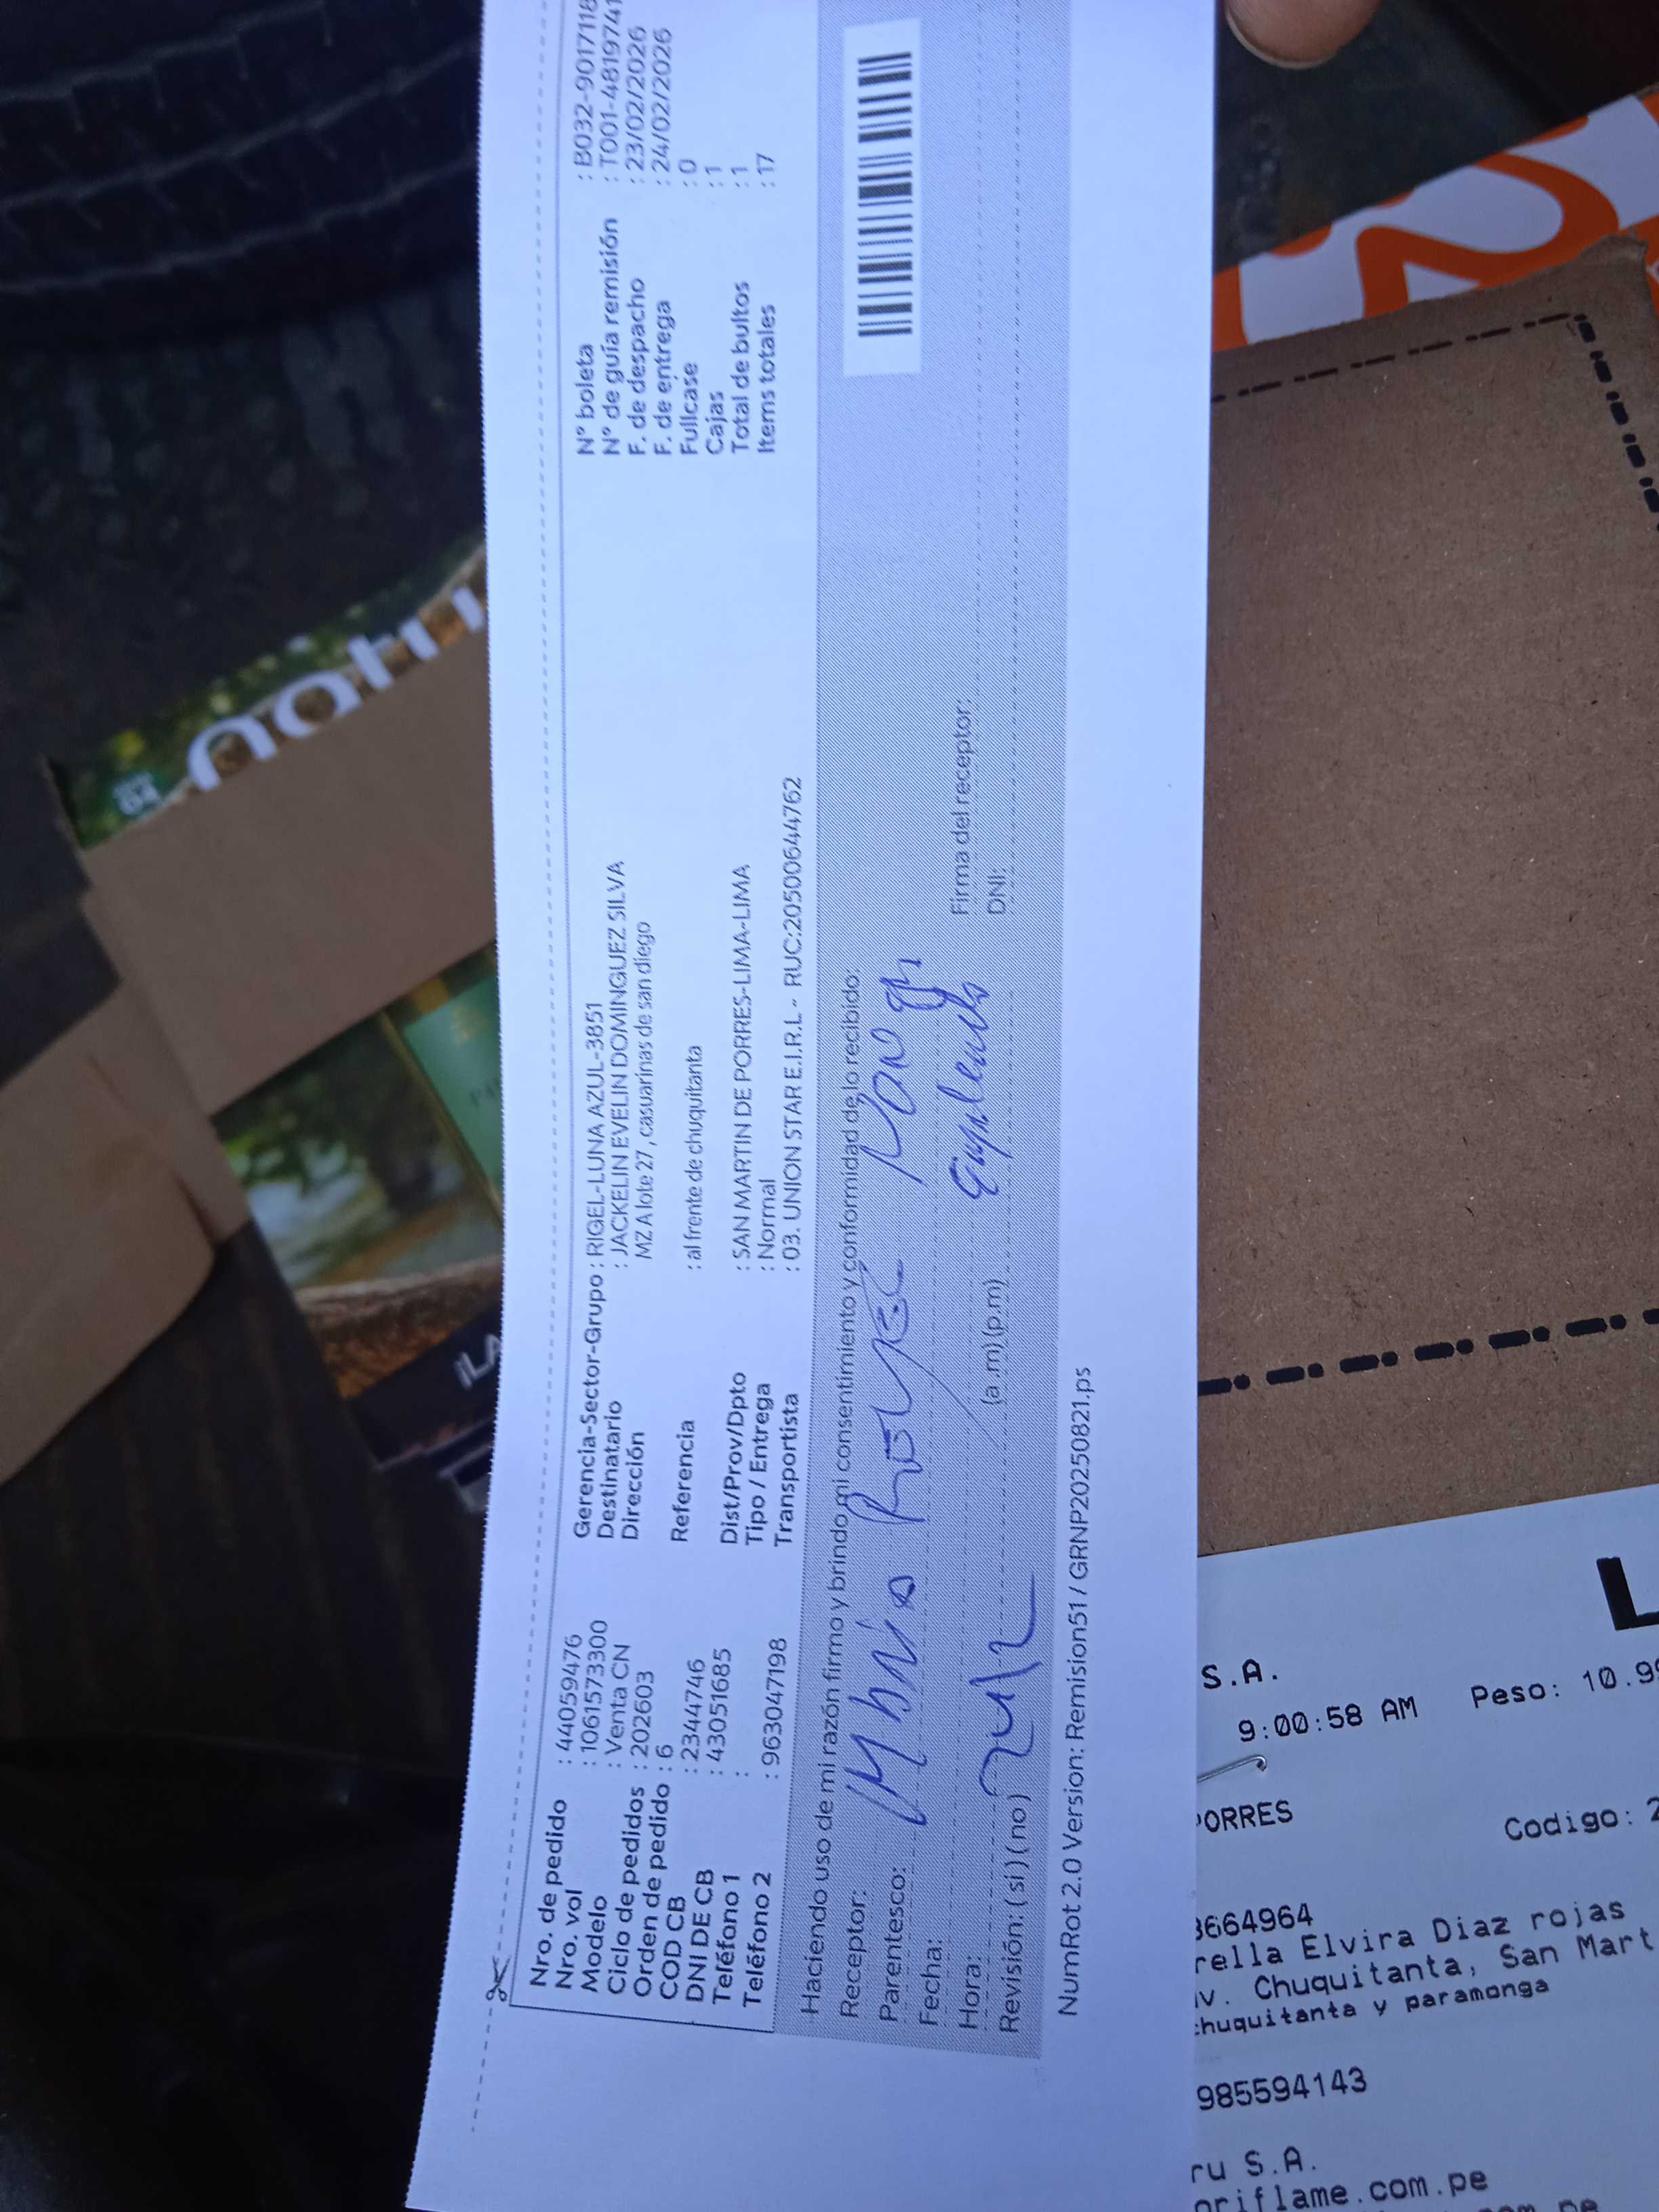 Nro. de pedido : 44059476
Nro. vol : 1061573300
Modelo : Venta CN
Ciclo de pedidos : 202603
Orden de pedido : 6
COD CB : 2344746
DNI DE CB : 43051685
Teléfono 1 :
Teléfono 2 : 963047198
Gerencia-Sector-Grupo : RIGEL-LUNA AZUL-3851
Destinatario : JACKELIN EVELIN DOMINGUEZ SILVA
Dirección MZ A lote 27 , casuarinas de san diego
Referencia : al frente de chuquitanta
Dist/Prov/Dpto : SAN MARTIN DE PORRES-LIMA-LIMA
Tipo / Entrega : Normal
Transportista : 03. UNION STAR E.I.R.L - RUC:20500644762
N° boleta : B032-9017118
N° de guía remisión : T001-4819741
F. de despacho : 23/02/2026
F. de entrega : 24/02/2026
Fullcase : 0
Cajas : 1
Total de bultos : 1
Items totales : 17
Haciendo uso de mi razón firmo y brindo mi consentimiento y conformidad de lo recibido:
Receptor:
Parentesco:
Fecha:
Hora: (a .m) (p.m)
Revisión: ( si ) ( no )
Firma del receptor:
DNI:
NumRot 2.0 Version: Remision51 / GRNP20250821.ps
S.A.
9:00:58 AM Peso: 10.9
PORRES
Codigo: 2
3664964
rella Elvira Diaz rojas
v. Chuquitanta, San Mart
huquitanta y paramonga
985594143
ru S.A.
oriflame.com.pe